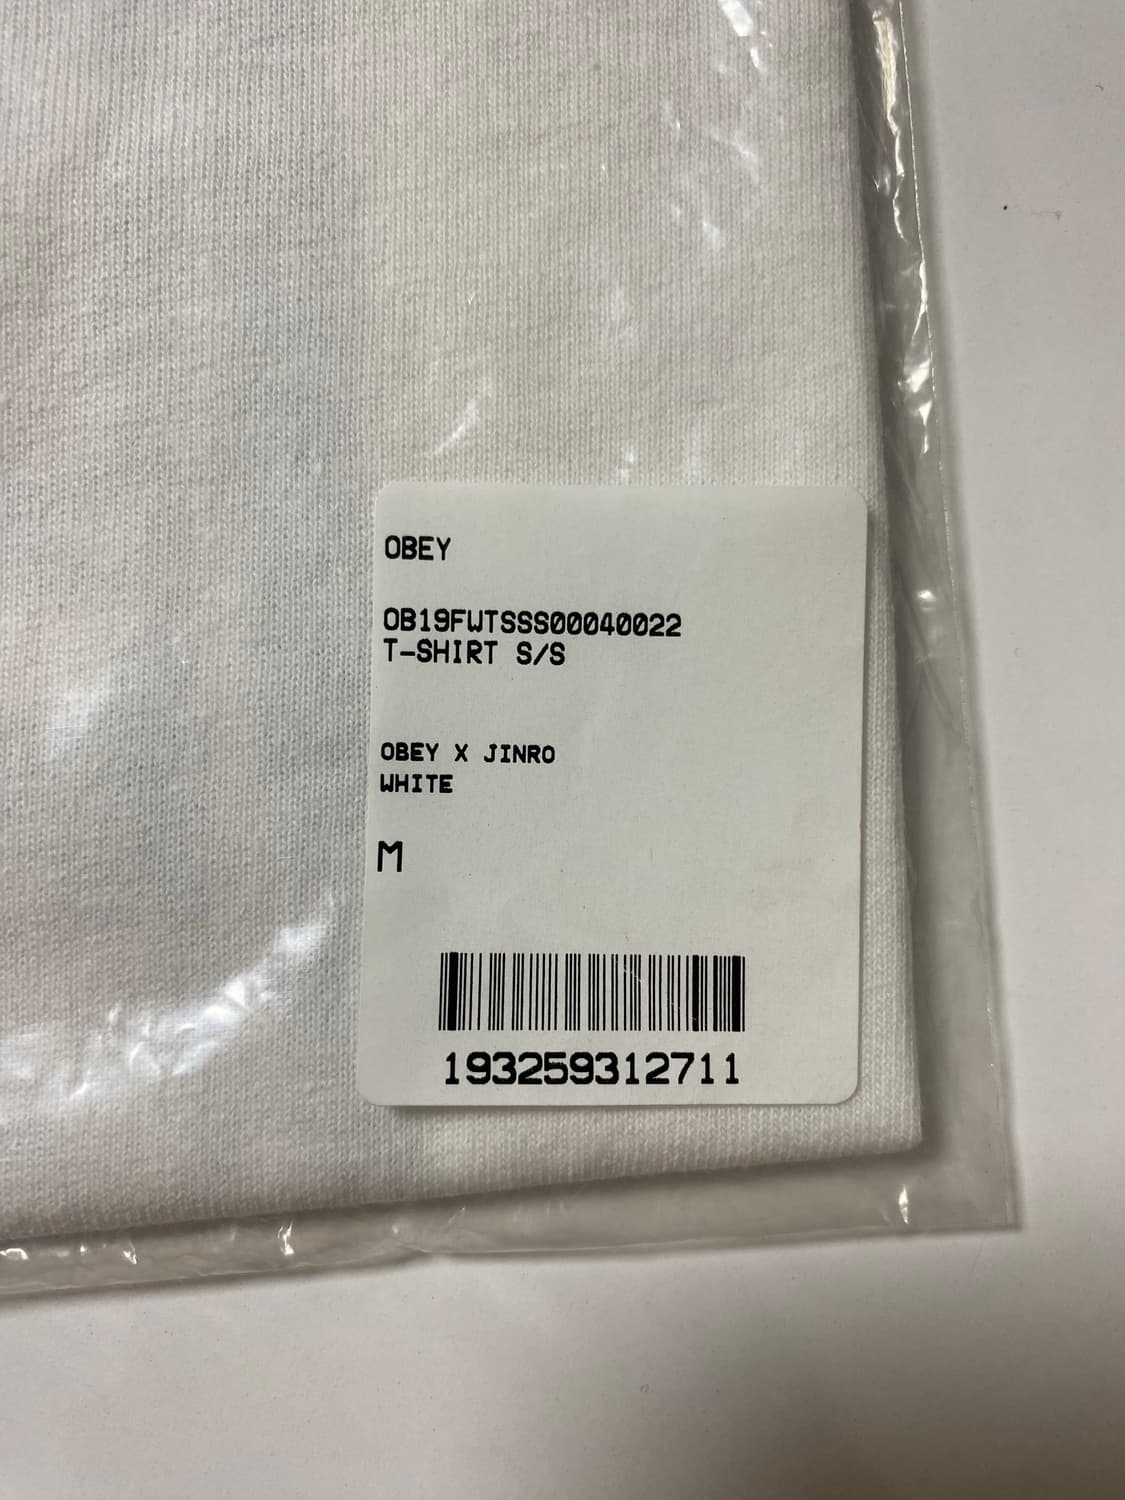 OBEY
OB19FWTSSS00040022
T-SHIRT S/S
OBEY X JINRO
WHITE
M
193259312711